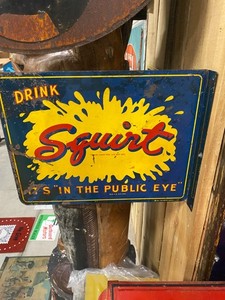 DRINK
Squirt
IT'S "IN THE PUBLIC EYE"